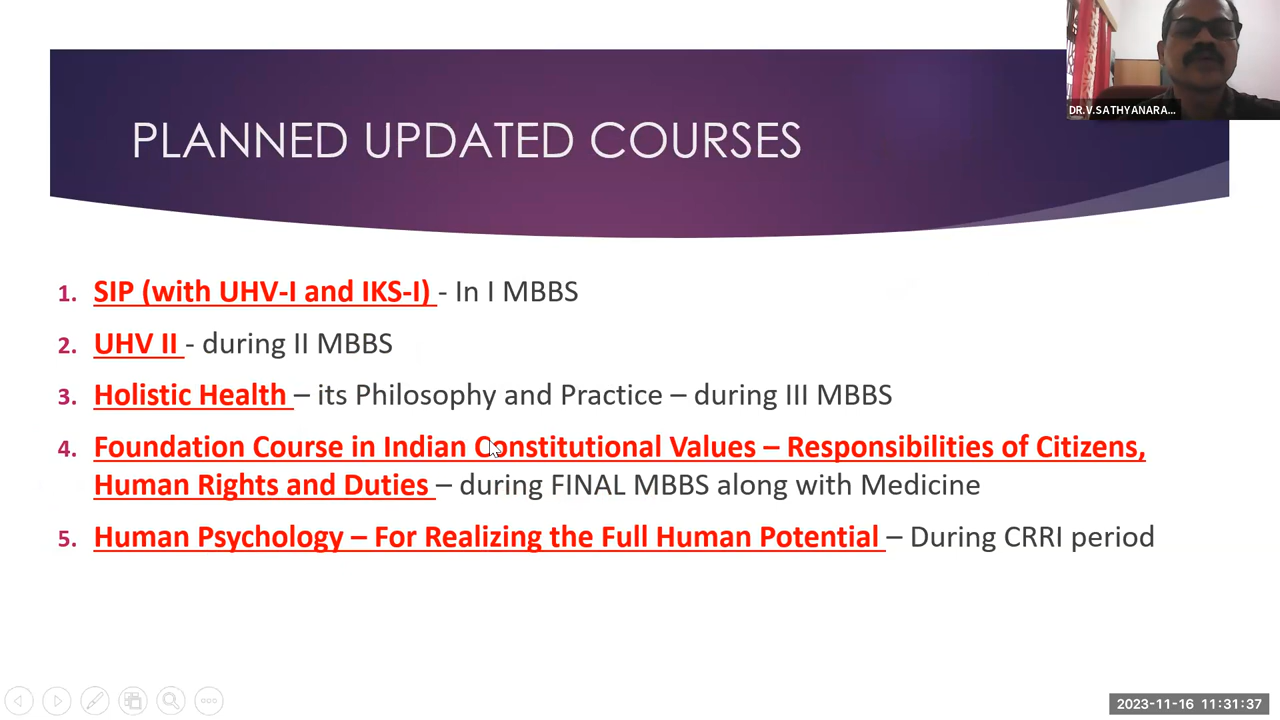 DR.V.SATHYANARA...
PLANNED UPDATED COURSES
1. SIP (with UHV-I and IKS-I) - In I MBBS
2. UHV II - during II MBBS
3. Holistic Health – its Philosophy and Practice – during III MBBS
4. Foundation Course in Indian Constitutional Values – Responsibilities of Citizens,
Human Rights and Duties – during FINAL MBBS along with Medicine
5. Human Psychology – For Realizing the Full Human Potential – During CRRI period
2023-11-16 11:31:37